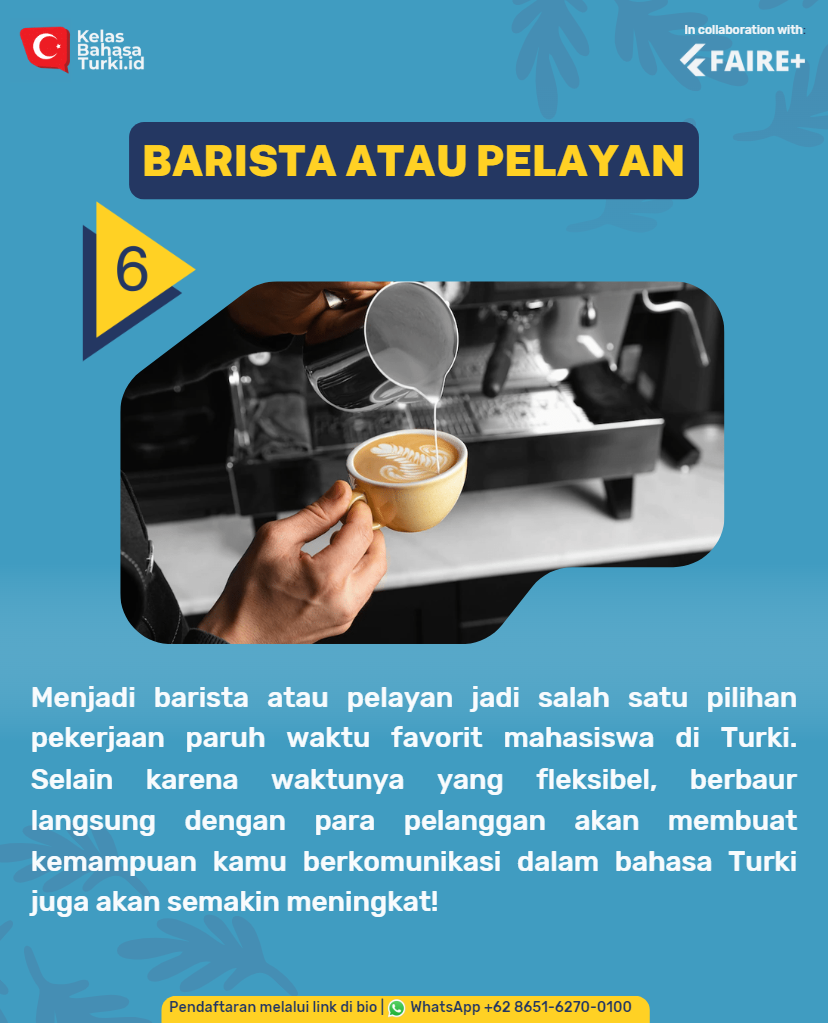 Kelas
Bahasa
Turki.id
In collaboration with:
FAIRE+
BARISTA ATAU PELAYAN
6
Menjadi barista atau pelayan jadi salah satu pilihan
pekerjaan paruh waktu favorit mahasiswa di Turki.
Selain karena waktunya yang fleksibel, berbaur
langsung dengan para pelanggan akan membuat
kemampuan kamu berkomunikasi dalam bahasa Turki
juga akan semakin meningkat!
Pendaftaran melalui link di bio | WhatsApp +62 8651-6270-0100